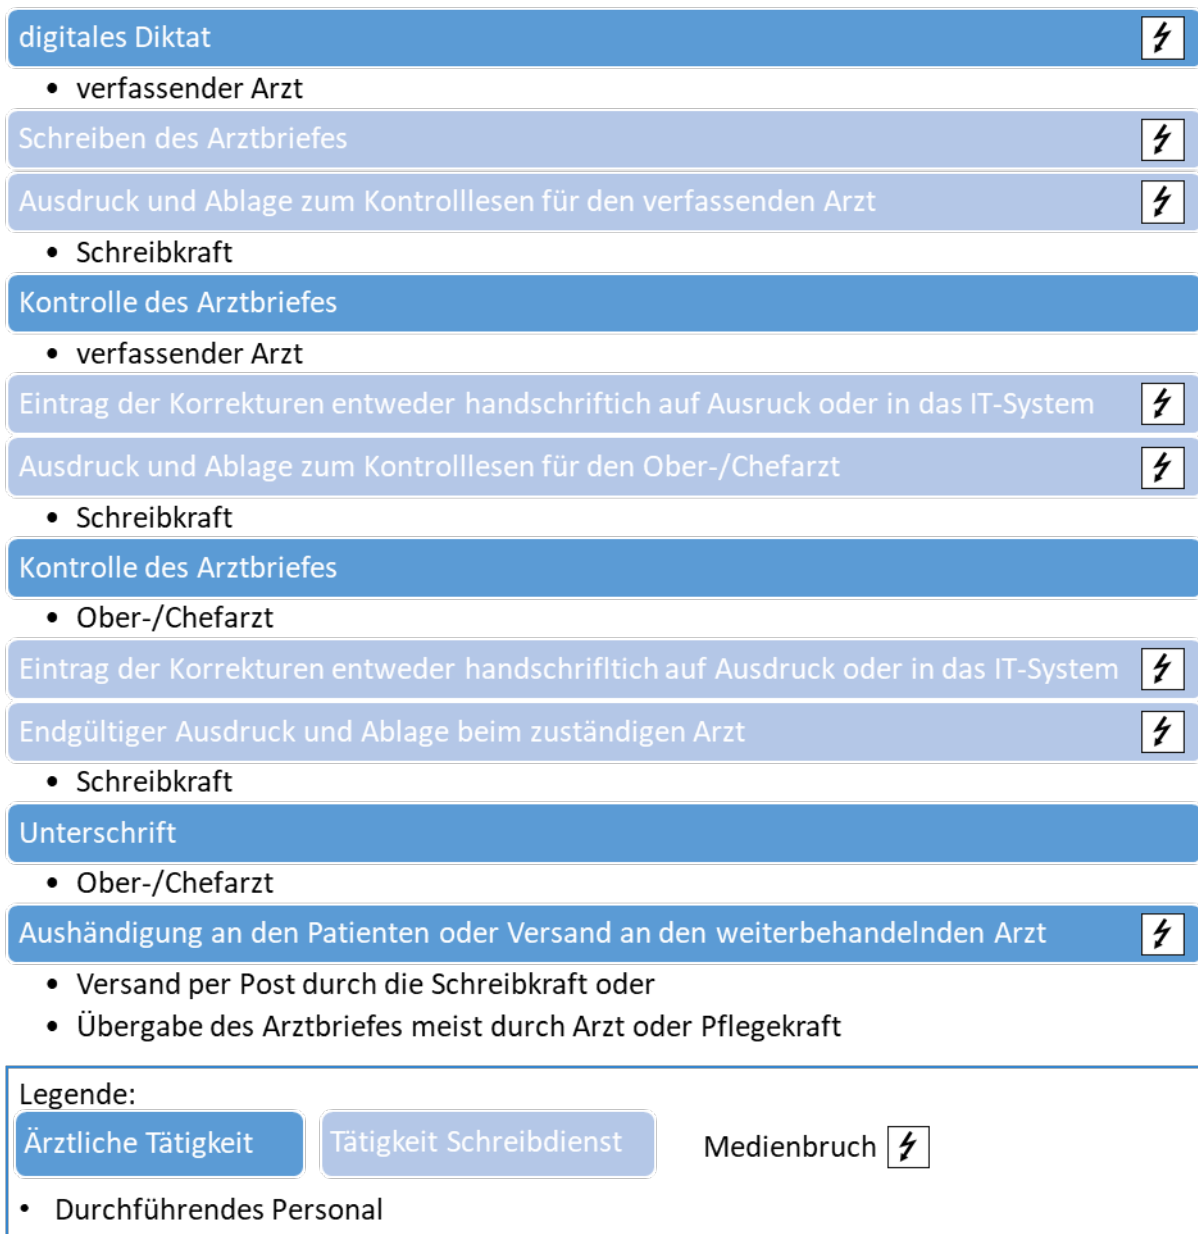 digitales Diktat
• verfassender Arzt
Schreiben des Arztbriefes
Ausdruck und Ablage zum Kontrolllesen für den verfassenden Arzt
• Schreibkraft
Kontrolle des Arztbriefes
• verfassender Arzt
Eintrag der Korrekturen entweder handschriftich auf Ausruck oder in das IT-System
Ausdruck und Ablage zum Kontrolllesen für den Ober-/Chefarzt
• Schreibkraft
Kontrolle des Arztbriefes
• Ober-/Chefarzt
Eintrag der Korrekturen entweder handschrifltich auf Ausdruck oder in das IT-System
Endgültiger Ausdruck und Ablage beim zuständigen Arzt
• Schreibkraft
Unterschrift
• Ober-/Chefarzt
Aushändigung an den Patienten oder Versand an den weiterbehandelnden Arzt
• Versand per Post durch die Schreibkraft oder
• Übergabe des Arztbriefes meist durch Arzt oder Pflegekraft
Legende:
Ärztliche Tätigkeit Tätigkeit Schreibdienst Medienbruch
• Durchführendes Personal